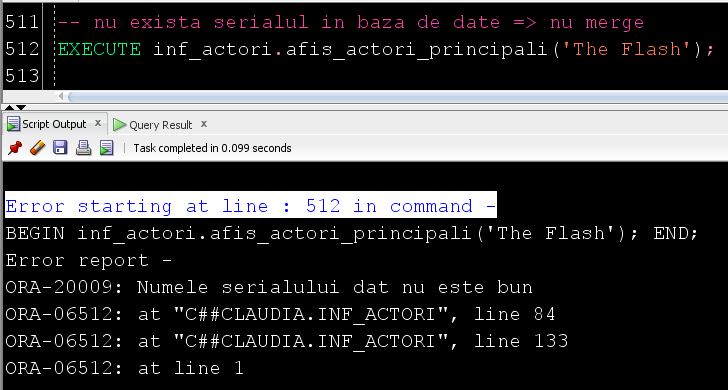 511 -- nu exista serialul in baza de date => nu merge
512 EXECUTE inf_actori.afis_actori_principali('The Flash');
513
Script Output x Query Result x
Task completed in 0.099 seconds
Error starting at line : 512 in command -
BEGIN inf_actori.afis_actori_principali('The Flash'); END;
Error report -
ORA-20009: Numele serialului dat nu este bun
ORA-06512: at "C##CLAUDIA.INF_ACTORI", line 84
ORA-06512: at "C##CLAUDIA.INF_ACTORI", line 133
ORA-06512: at line 1